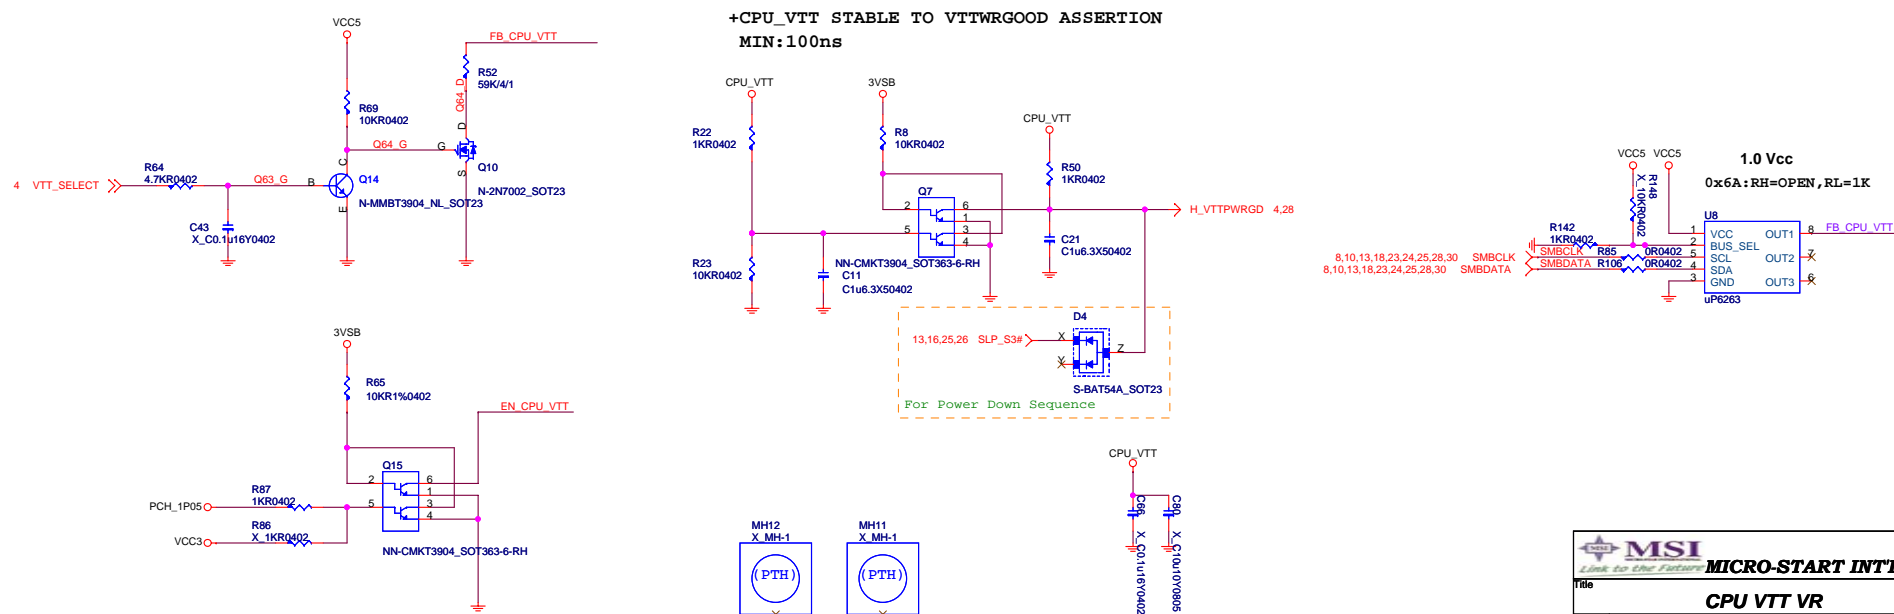 +CPU_VTT STABLE TO VTTWRGOOD ASSERTION
MIN:100ns
VCC5
FB_CPU_VTT
R52
59K/4/1
Q64_D
R69
10KR0402
Q64_G
D
G
S
Q10
N-2N7002_SOT23
4 VTT_SELECT
R64
4.7KR0402
Q63_G
B
C
E
Q14
N-MMBT3904_NL_SOT23
C43
X_C0.1u16Y0402
3VSB
R65
10KR1%0402
EN_CPU_VTT
Q15
2
5
6
1
3
4
NN-CMKT3904_SOT363-6-RH
PCH_1P05
R87
1KR0402
VCC3
R86
X_1KR0402
CPU_VTT
R22
1KR0402
R23
10KR0402
3VSB
R8
10KR0402
Q7
2
5
6
1
3
4
NN-CMKT3904_SOT363-6-RH
C11
C1u6.3X50402
CPU_VTT
R50
1KR0402
C21
C1u6.3X50402
H_VTTPWRGD 4,28
D4
13,16,25,26 SLP_S3#
X
Y
Z
S-BAT54A_SOT23
For Power Down Sequence
CPU_VTT
C66
X_C0.1u16Y0402
C80
X_C10u10Y0805
MH12
X_MH-1
(PTH)
MH11
X_MH-1
(PTH)
VCC5
VCC5
1.0 Vcc
0x6A:RH=OPEN,RL=1K
R148
X_10KR0402
R142
1KR0402
8,10,13,18,23,24,25,28,30 SMBCLK
8,10,13,18,23,24,25,28,30 SMBDATA
SMBCLK
R85
0R0402
SMBDATA
R106
0R0402
U8
1
2
5
4
3
VCC
BUS_SEL
SCL
SDA
GND
OUT1
OUT2
OUT3
8
7
6
FB_CPU_VTT
uP6263
MSI
MSI
Link to the Future
MICRO-START INT'L
Title
CPU VTT VR